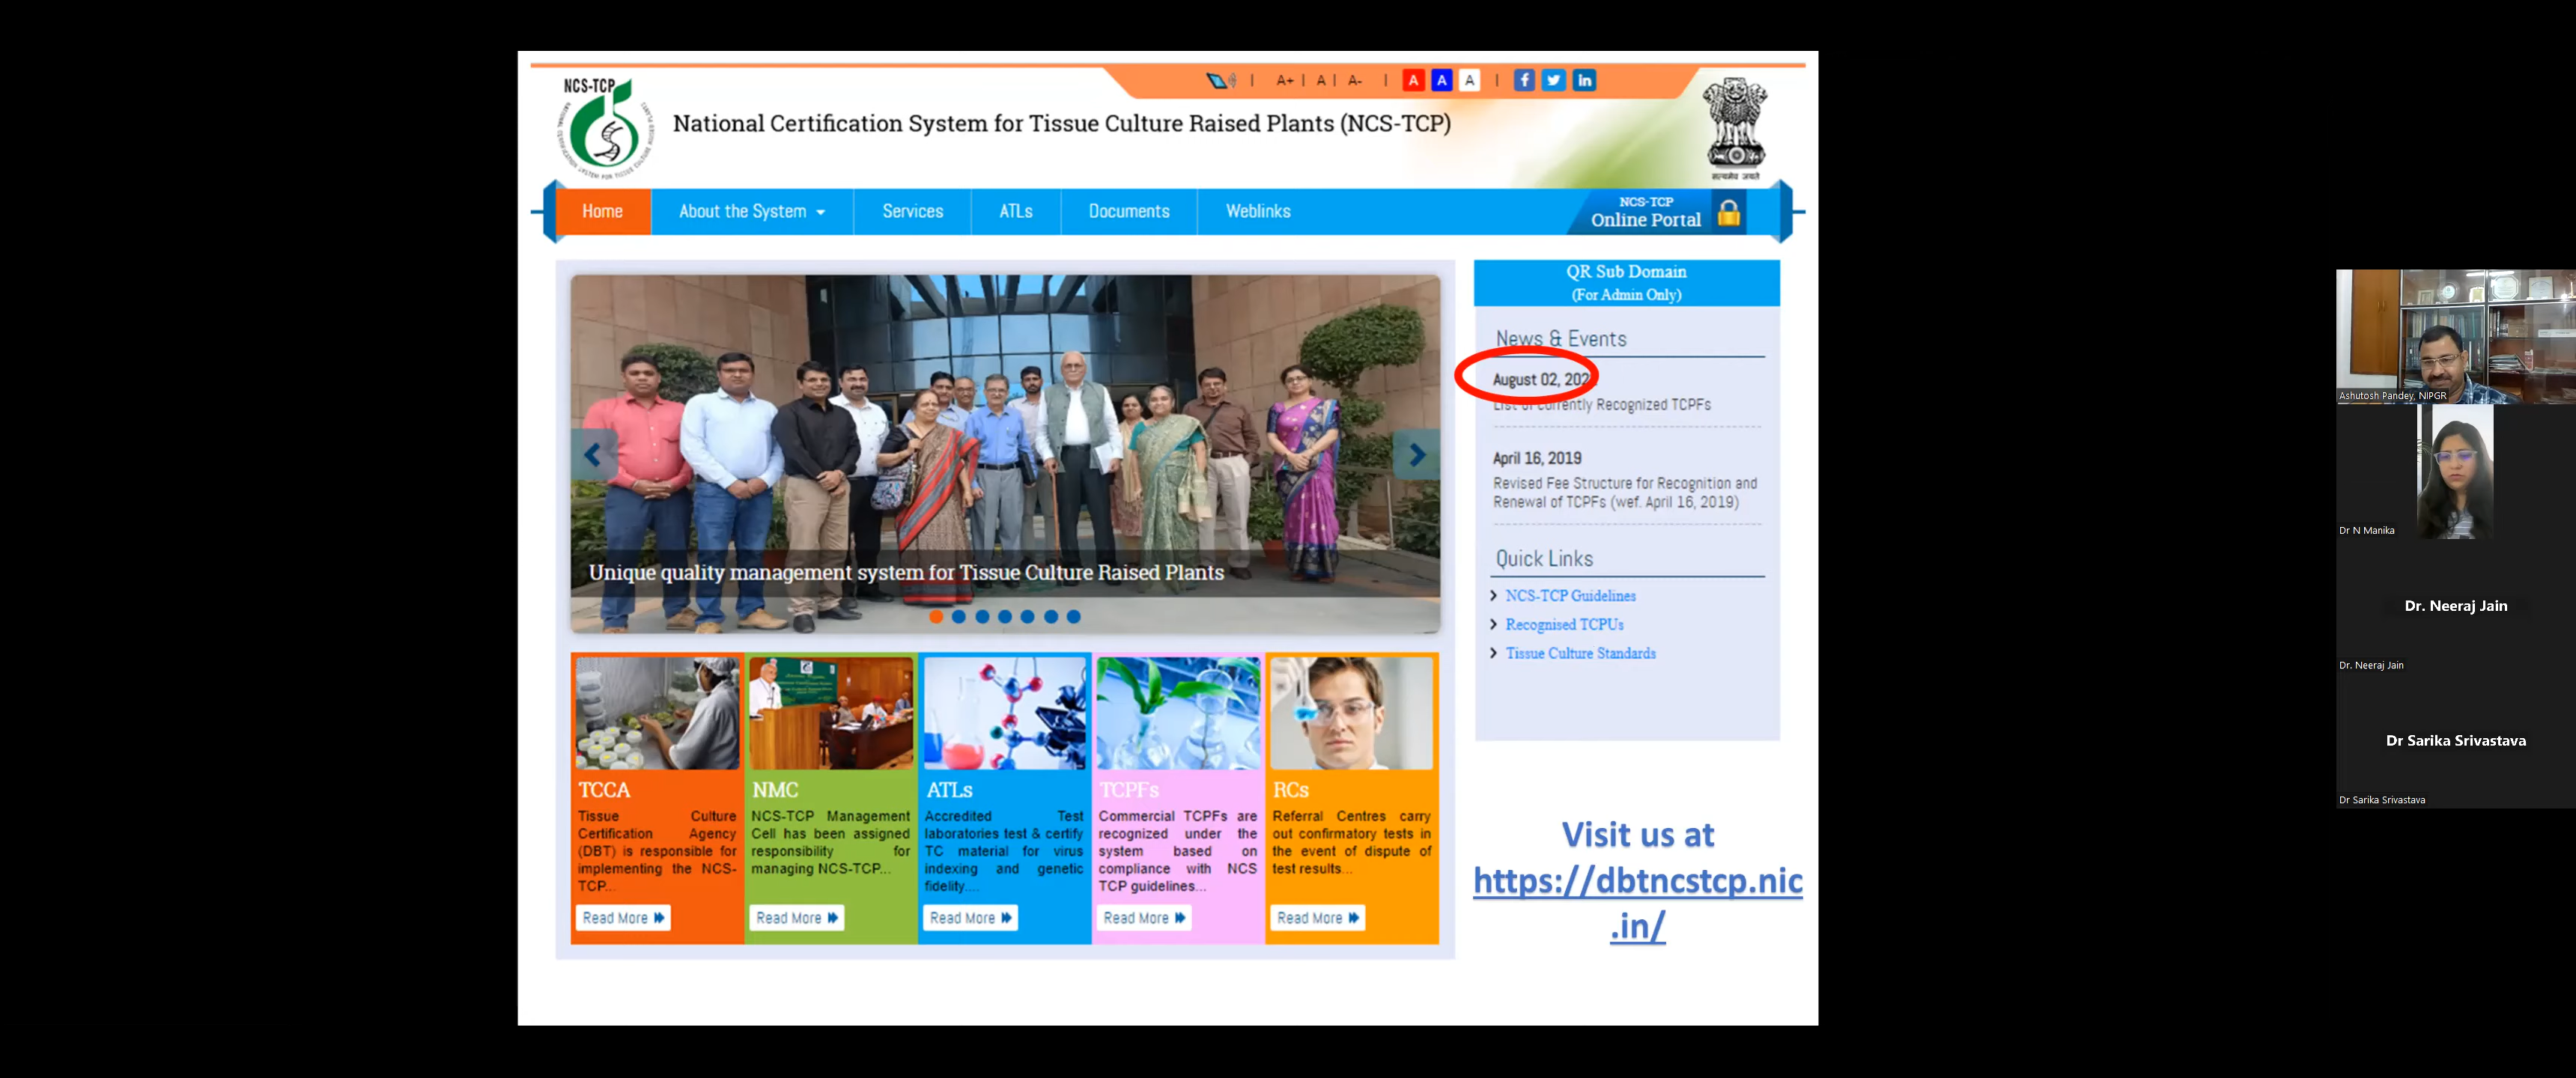 NCS-TCP
A+ | A | A- | A A A |
National Certification System for Tissue Culture Raised Plants (NCS-TCP)
सत्यमेव जयते
Home About the System Services ATLs Documents Weblinks
NCS-TCP
Online Portal
QR Sub Domain
(For Admin Only)
News & Events
August 02, 202
List of currently Recognized TCPFs
April 16, 2019
Revised Fee Structure for Recognition and
Renewal of TCPFs (wef. April 16, 2019)
Quick Links
NCS-TCP Guidelines
Recognised TCPUs
Tissue Culture Standards
Unique quality management system for Tissue Culture Raised Plants
TCCA
Tissue Culture
Certification Agency
(DBT) is responsible for
implementing the NCS-
TCP...
Read More
NMC
NCS-TCP Management
Cell has been assigned
responsibility for
managing NCS-TCP...
Read More
ATLs
Accredited Test
laboratories test & certify
TC material for virus
indexing and genetic
fidelity....
Read More
TCPFs
Commercial TCPFs are
recognized under the
system based on
compliance with NCS
TCP guidelines...
Read More
RCs
Referral Centres carry
out confirmatory tests in
the event of dispute of
test results...
Read More
Visit us at
https://dbtncstcp.nic
.in/
Ashutosh Pandey, NIPGR
Dr N Manika
Dr. Neeraj Jain
Dr. Neeraj Jain
Dr Sarika Srivastava
Dr Sarika Srivastava